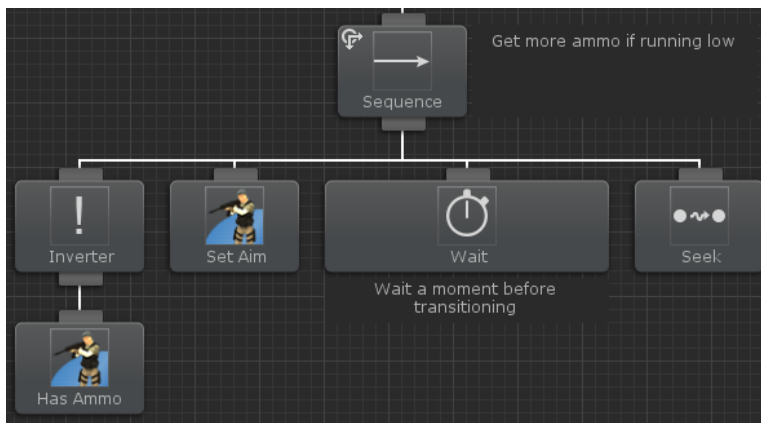 Get more ammo if running low
Sequence
Inverter
Set Aim
Wait
Seek
Wait a moment before
transitioning
Has Ammo